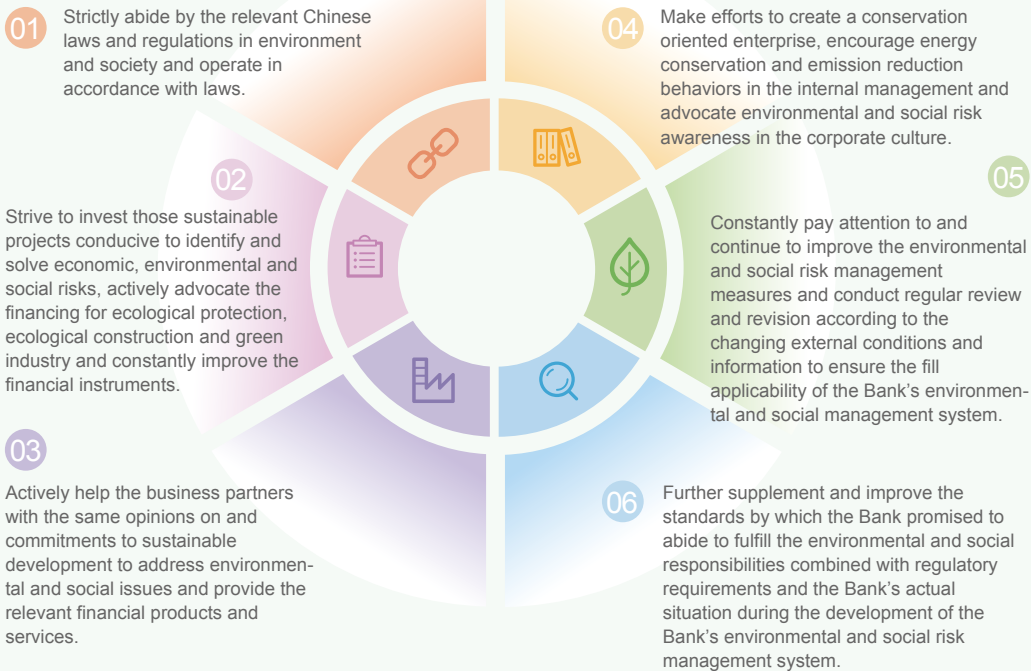 01
Strictly abide by the relevant Chinese
laws and regulations in environment
and society and operate in
accordance with laws.
02
Strive to invest those sustainable
projects conducive to identify and
solve economic, environmental and
social risks, actively advocate the
financing for ecological protection,
ecological construction and green
industry and constantly improve the
financial instruments.
03
Actively help the business partners
with the same opinions on and
commitments to sustainable
development to address environmen-
tal and social issues and provide the
relevant financial products and
services.
04
Make efforts to create a conservation
oriented enterprise, encourage energy
conservation and emission reduction
behaviors in the internal management and
advocate environmental and social risk
awareness in the corporate culture.
05
Constantly pay attention to and
continue to improve the environmental
and social risk management
measures and conduct regular review
and revision according to the
changing external conditions and
information to ensure the fill
applicability of the Bank's environmen-
tal and social management system.
06
Further supplement and improve the
standards by which the Bank promised to
abide to fulfill the environmental and social
responsibilities combined with regulatory
requirements and the Bank's actual
situation during the development of the
Bank's environmental and social risk
management system.